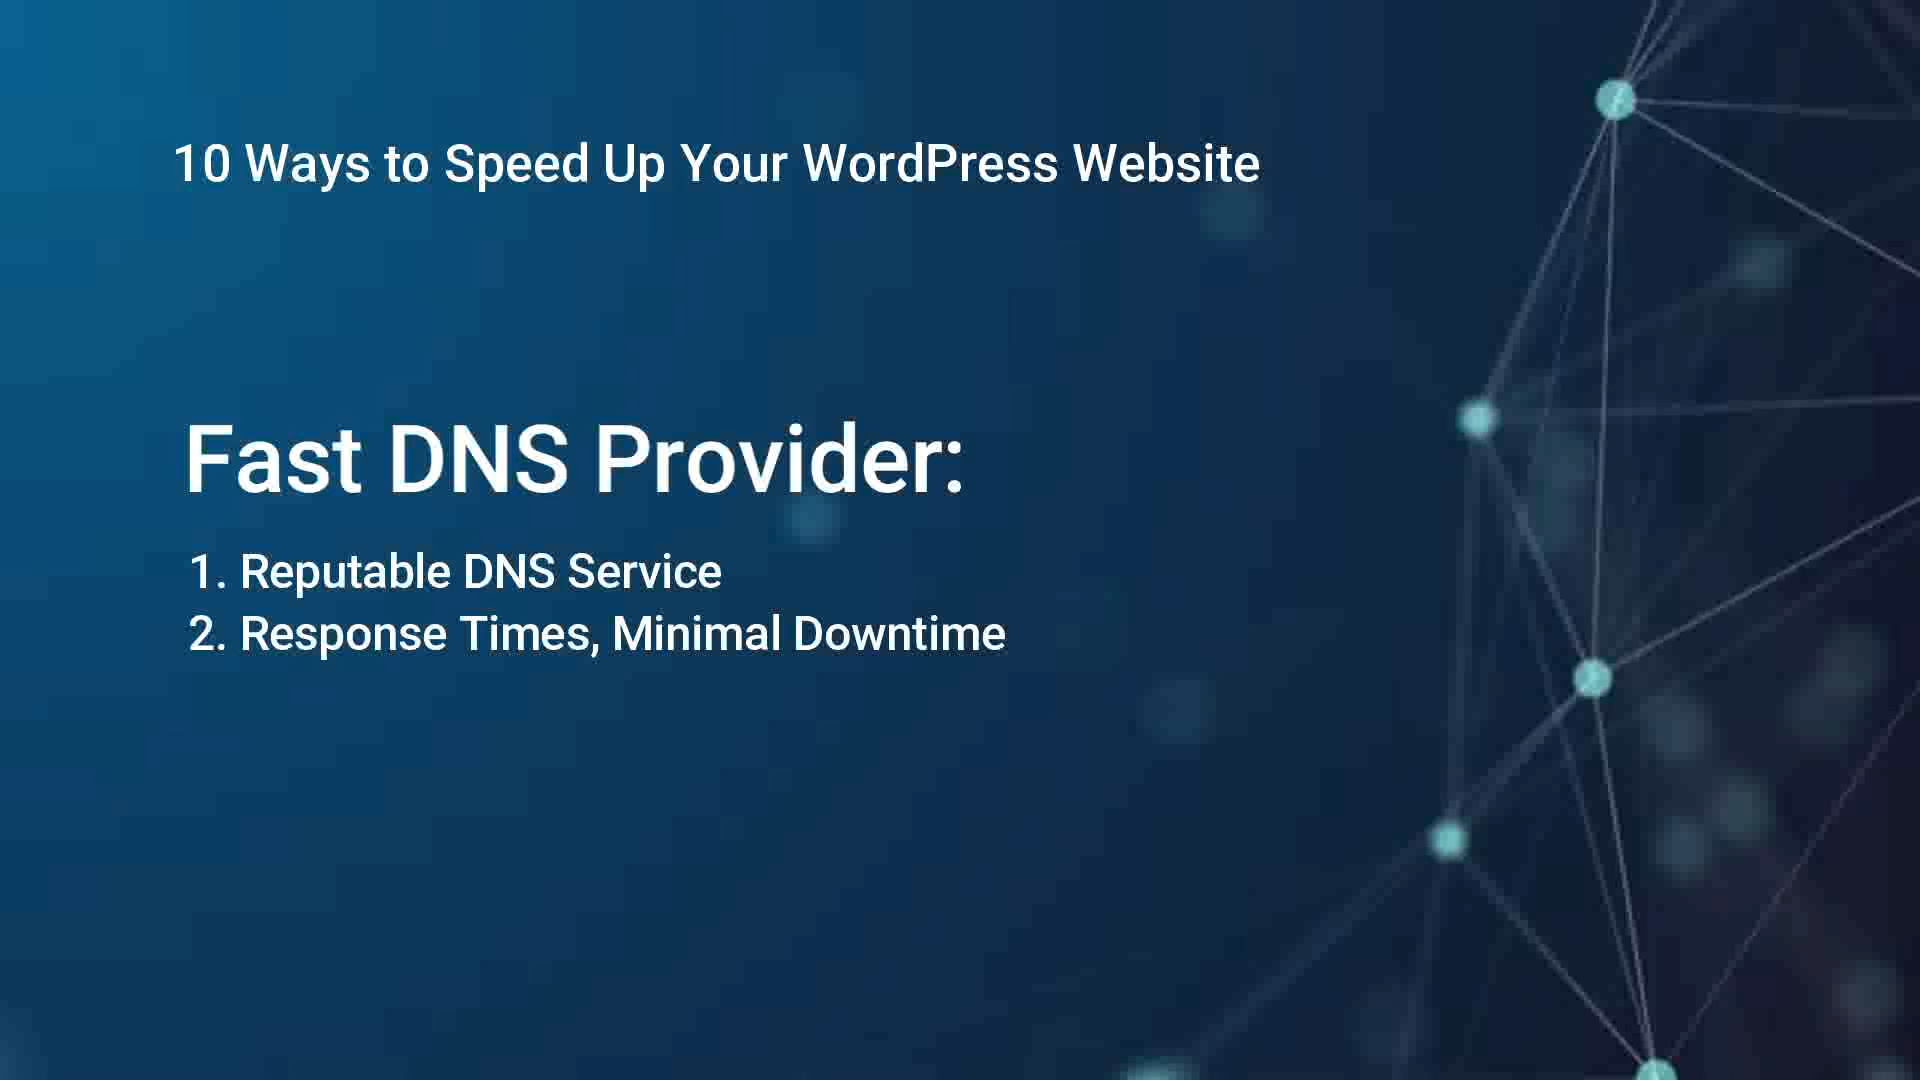 10 Ways to Speed Up Your WordPress Website
Fast DNS Provider:
1. Reputable DNS Service
2. Response Times, Minimal Downtime